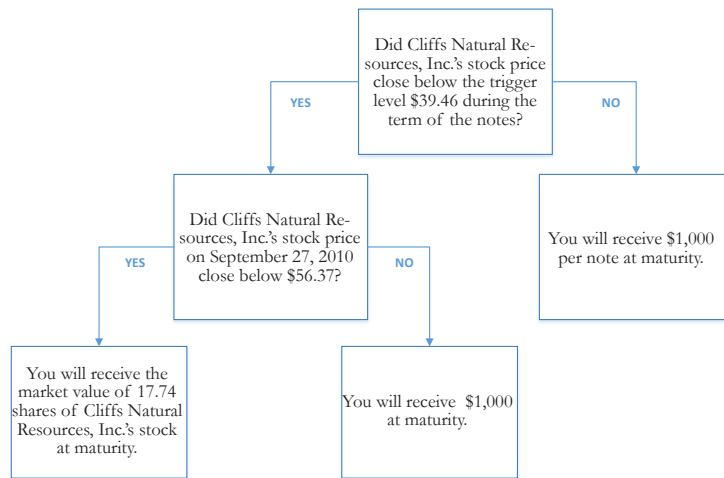 Did Cliffs Natural Re-
sources, Inc.'s stock price
close below the trigger
level $39.46 during the
term of the notes?
YES
NO
Did Cliffs Natural Re-
sources, Inc.'s stock price
on September 27, 2010
close below $56.37?
You will receive $1,000
per note at maturity.
YES
NO
You will receive the
market value of 17.74
shares of Cliffs Natural
Resources, Inc.'s stock
at maturity.
You will receive $1,000
at maturity.